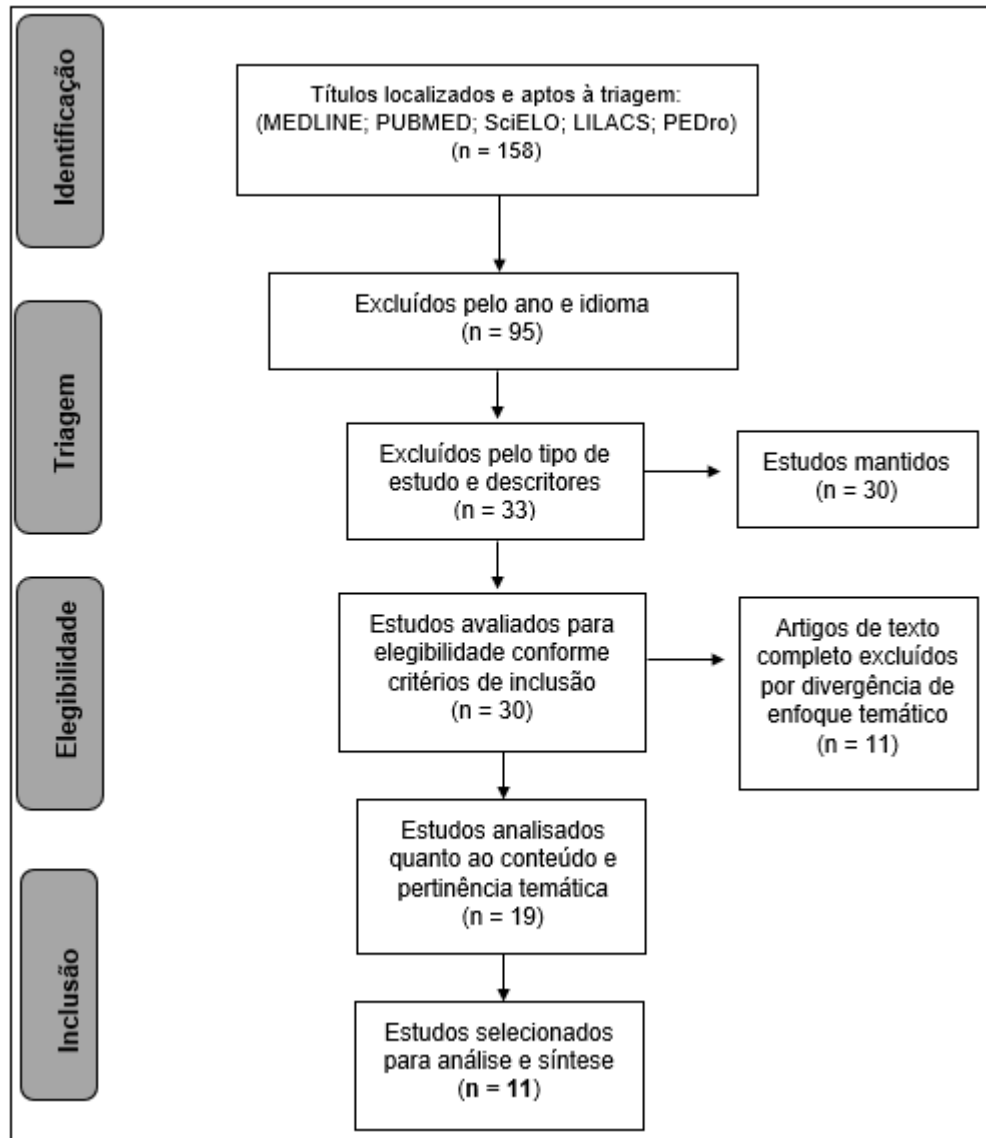 Identificação
Títulos localizados e aptos à triagem:
(MEDLINE; PUBMED; SciELO; LILACS; PEDro)
(n = 158)
Triagem
Excluídos pelo ano e idioma
(n = 95)
Excluídos pelo tipo de
estudo e descritores
(n = 33)
Estudos mantidos
(n = 30)
Elegibilidade
Estudos avaliados para
elegibilidade conforme
critérios de inclusão
(n = 30)
Artigos de texto
completo excluídos
por divergência de
enfoque temático
(n = 11)
Inclusão
Estudos analisados
quanto ao conteúdo e
pertinência temática
(n = 19)
Estudos selecionados
para análise e síntese
(n = 11)